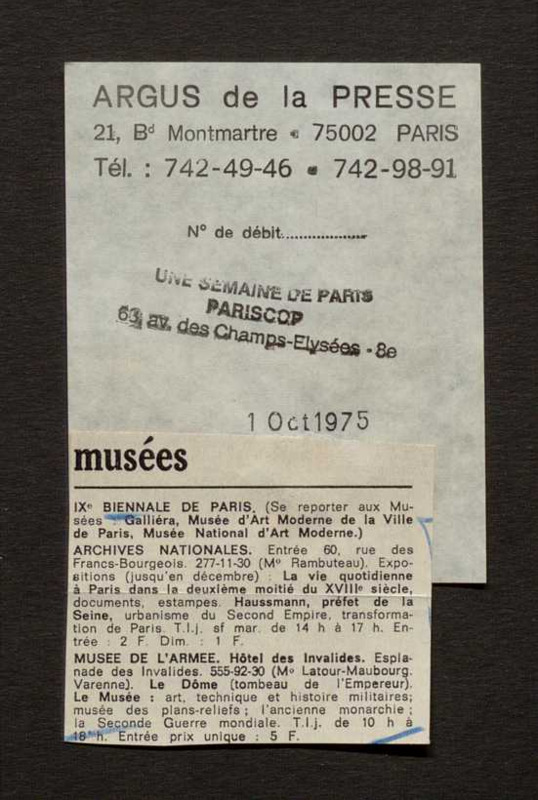 ARGUS de la PRESSE
21, Bd Montmartre • 75002 PARIS
Tél. : 742-49-46 • 742-98-91
N° de débit..................
UNE SEMAINE DE PARIS
PARISCOP
63, av. des Champs-Elysées - 8e
1 Oct1975
musées
IXe BIENNALE DE PARIS. (Se reporter aux Mu-
sées : Galliéra, Musée d'Art Moderne de la Ville
de Paris, Musée National d'Art Moderne.)
ARCHIVES NATIONALES. Entrée 60, rue des
Francs-Bourgeois. 277-11-30 (Mo Rambuteau). Expo-
sitions (jusqu'en décembre) : La vie quotidienne
à Paris dans la deuxième moitié du XVIIIe siècle,
documents, estampes. Haussmann, préfet de la
Seine, urbanisme du Second Empire, transforma-
tion de Paris. T.l.j. sf mar. de 14 h à 17 h. En-
trée : 2 F. Dim. : 1 F.
MUSEE DE L'ARMEE. Hôtel des Invalides. Espla-
nade des Invalides. 555-92-30 (Mo Latour-Maubourg.
Varenne). Le Dôme (tombeau de l'Empereur).
Le Musée : art, technique et histoire militaires;
musée des plans-reliefs; l'ancienne monarchie;
la Seconde Guerre mondiale. T.l.j. de 10 h à
18 h. Entrée prix unique : 5 F.